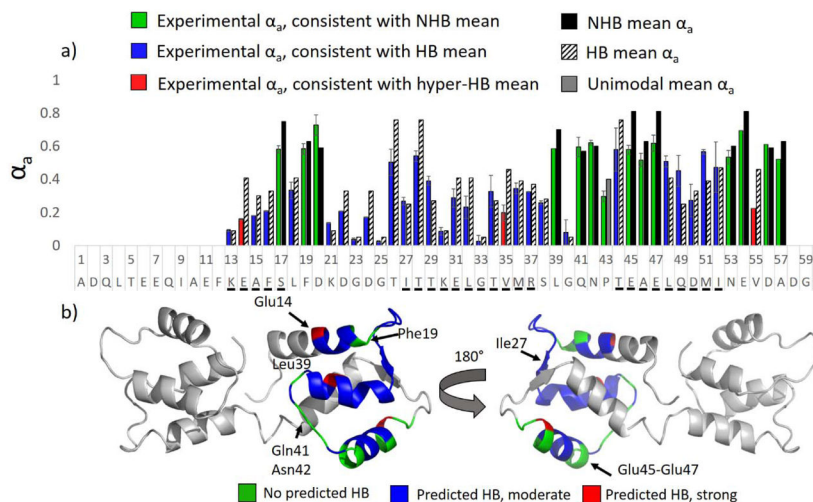 Experimental αa, consistent with NHB mean NHB mean αa
a) Experimental αa, consistent with HB mean HB mean αa
Experimental αa, consistent with hyper-HB mean Unimodal mean αa
1
0.8
0.6
0.4
0.2
0
αa
1 3 5 7 9 11 13 15 17 19 21 23 25 27 29 31 33 35 37 39 41 43 45 47 49 51 53 55 57 59
A D Q L T E E Q I A E F K E A F S L F D K D G D G T I T T K E L G T V M R S L G Q N P T E A E L Q D M I N E V D A D G
b)
Glu14
Phe19
Leu39
Gln41
Asn42
180°
Ile27
Glu45-Glu47
No predicted HB Predicted HB, moderate Predicted HB, strong